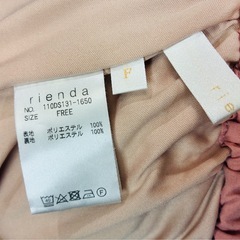 rienda
NO. 110DS131-1650
SIZE FREE
表地 ポリエステル 100%
裏地 ポリエステル 100%
F
rie